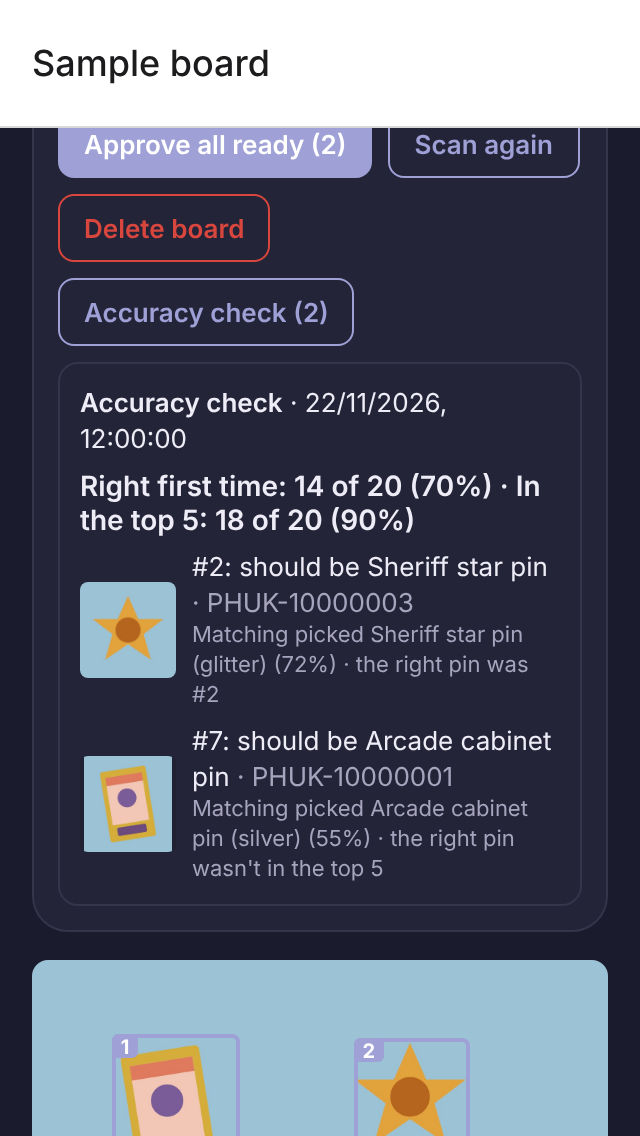 Sample board
Approve all ready (2)
Scan again
Delete board
Accuracy check (2)
Accuracy check · 22/11/2026,
12:00:00
Right first time: 14 of 20 (70%) · In
the top 5: 18 of 20 (90%)
#2: should be Sheriff star pin
· PHUK-10000003
Matching picked Sheriff star pin
(glitter) (72%) · the right pin was
#2
#7: should be Arcade cabinet
pin · PHUK-10000001
Matching picked Arcade cabinet
pin (silver) (55%) · the right pin
wasn't in the top 5
1
2